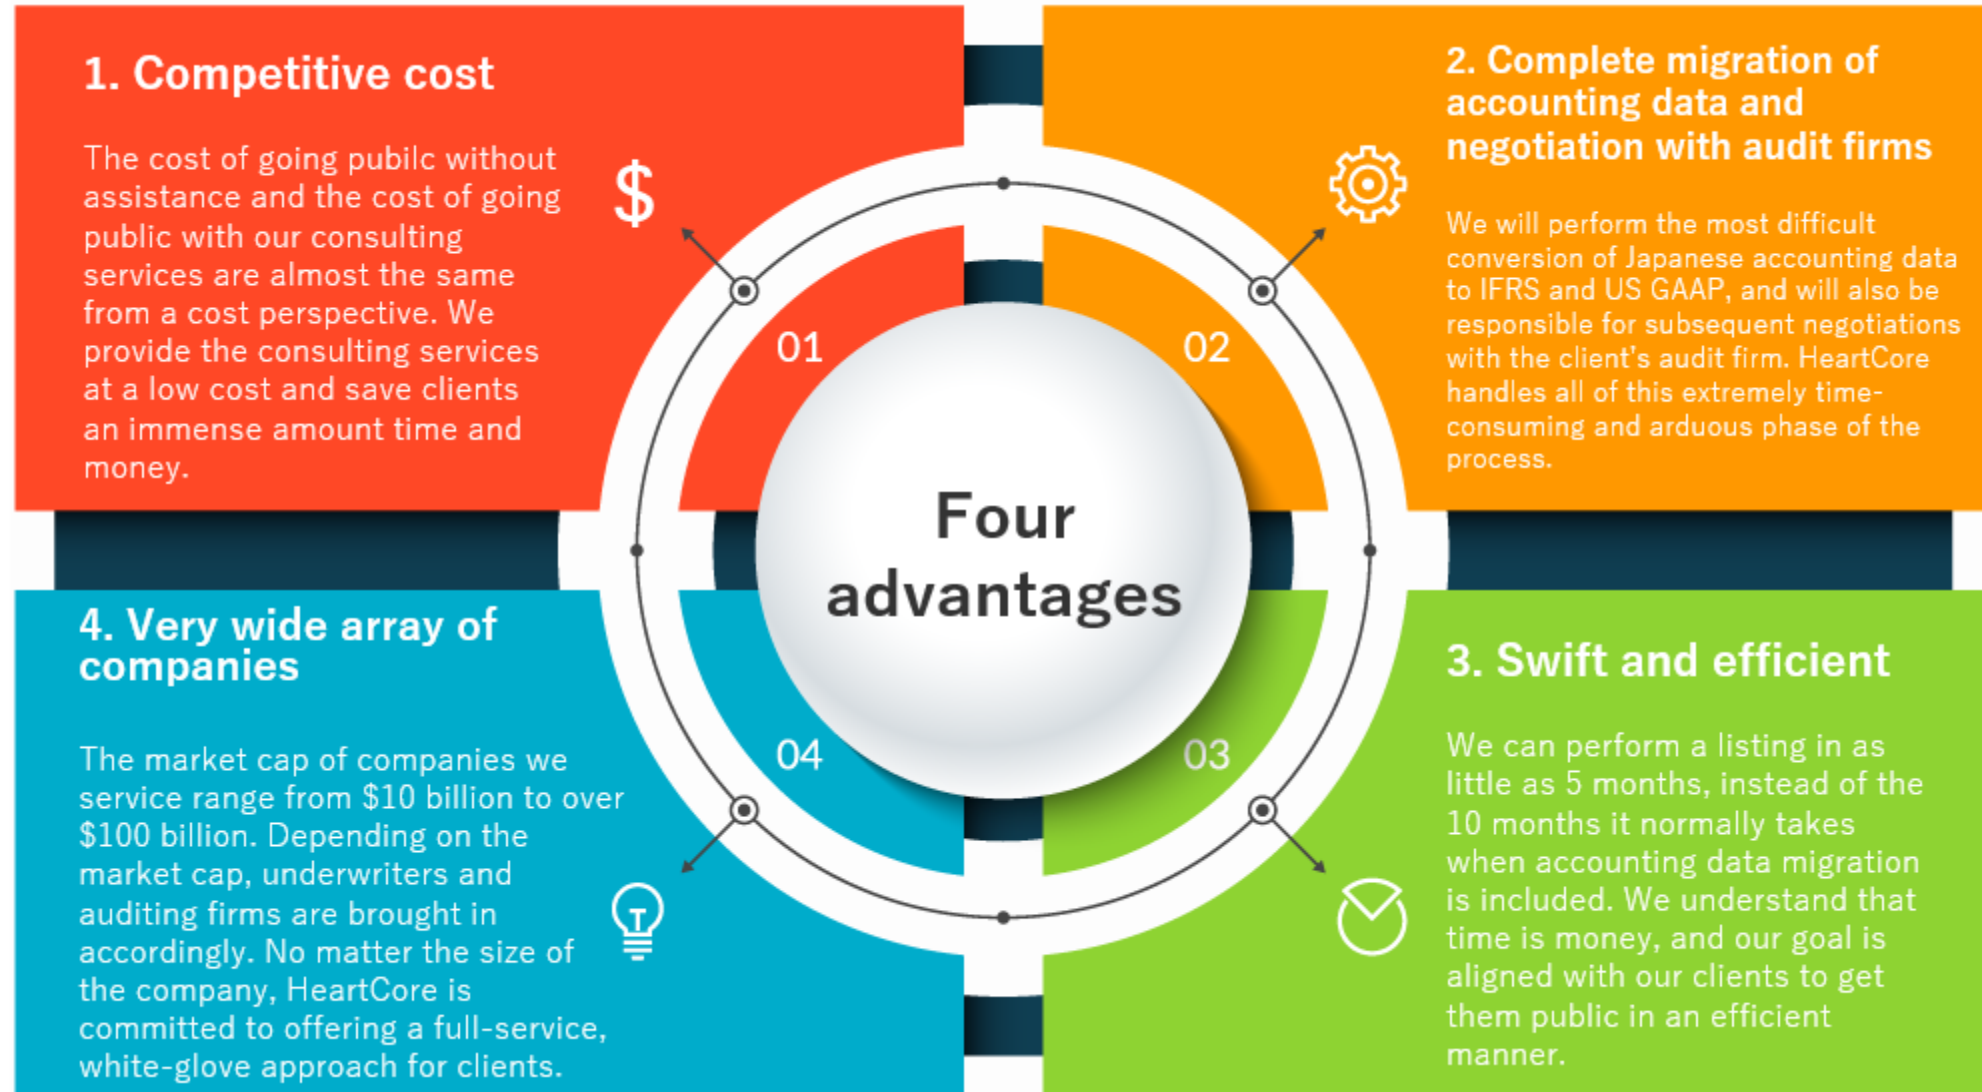 1. Competitive cost
The cost of going pubilc without
assistance and the cost of going
public with our consulting
services are almost the same
from a cost perspective. We
provide the consulting services
at a low cost and save clients
an immense amount time and
money.
$
01
2. Complete migration of
accounting data and
negotiation with audit firms
We will perform the most difficult
conversion of Japanese accounting data
to IFRS and US GAAP, and will also be
responsible for subsequent negotiations
with the client's audit firm. HeartCore
handles all of this extremely time-
consuming and arduous phase of the
process.
02
Four
advantages
3. Swift and efficient
We can perform a listing in as
little as 5 months, instead of the
10 months it normally takes
when accounting data migration
is included. We understand that
time is money, and our goal is
aligned with our clients to get
them public in an efficient
manner.
03
4. Very wide array of
companies
The market cap of companies we
service range from $10 billion to over
$100 billion. Depending on the
market cap, underwriters and
auditing firms are brought in
accordingly. No matter the size of
the company, HeartCore is
committed to offering a full-service,
white-glove approach for clients.
04